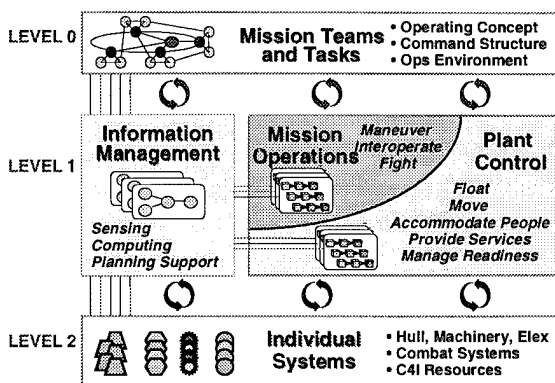 LEVEL 0
Mission Teams
and Tasks
• Operating Concept
• Command Structure
• Ops Environment
LEVEL 1
Information
Management
Sensing
Computing
Planning Support
Mission
Operations
Maneuver
Interoperate
Fight
Plant
Control
Float
Move
Accommodate People
Provide Services
Manage Readiness
LEVEL 2
Individual
Systems
• Hull, Machinery, Elex
• Combat Systems
• C4I Resources